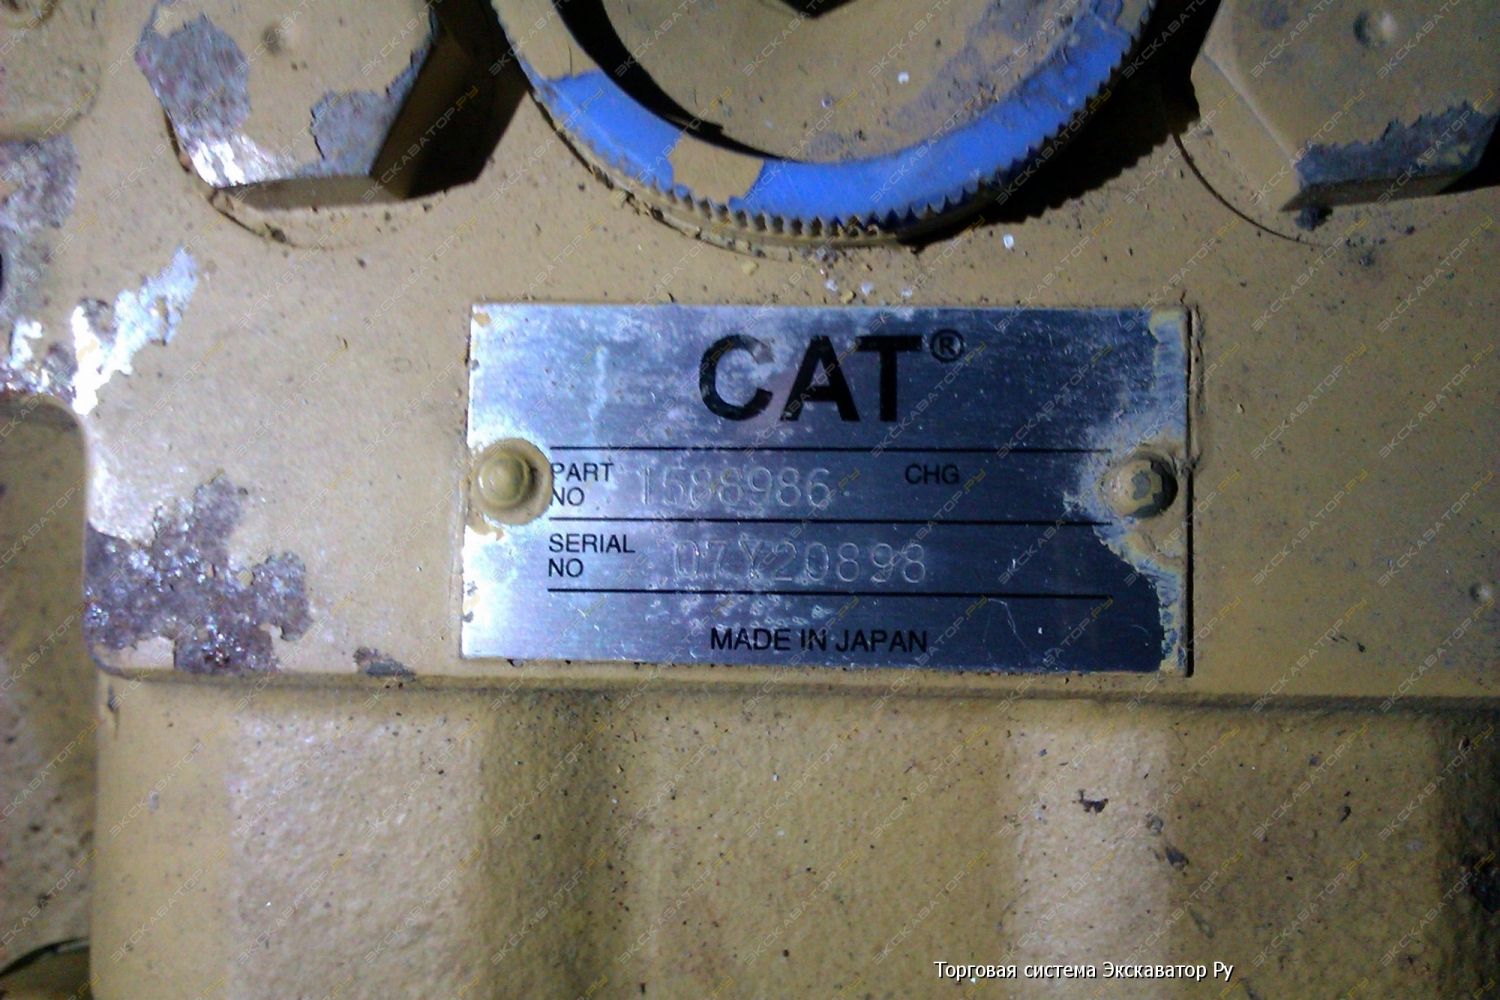 CAT®
PART NO 1588986 CHG
SERIAL NO 07Y20898
MADE IN JAPAN
Торговая система Экскаватор Ру